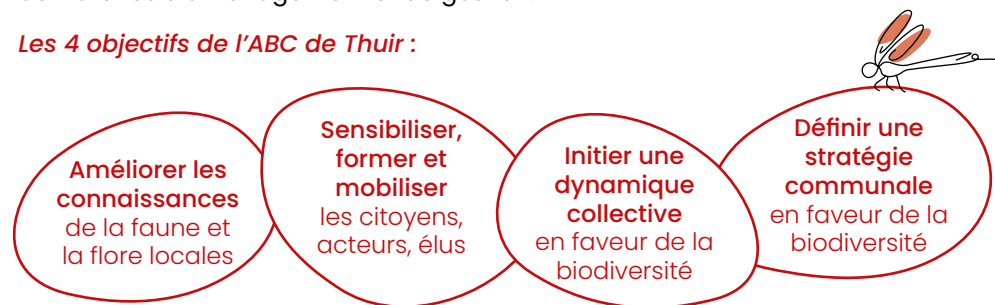 Les 4 objectifs de l'ABC de Thuir :
Améliorer les
connaissances
de la faune et
la flore locales
Sensibiliser,
former et
mobiliser
les citoyens,
acteurs, élus
Initier une
dynamique
collective
en faveur de la
biodiversité
Définir une
stratégie
communale
en faveur de la
biodiversité